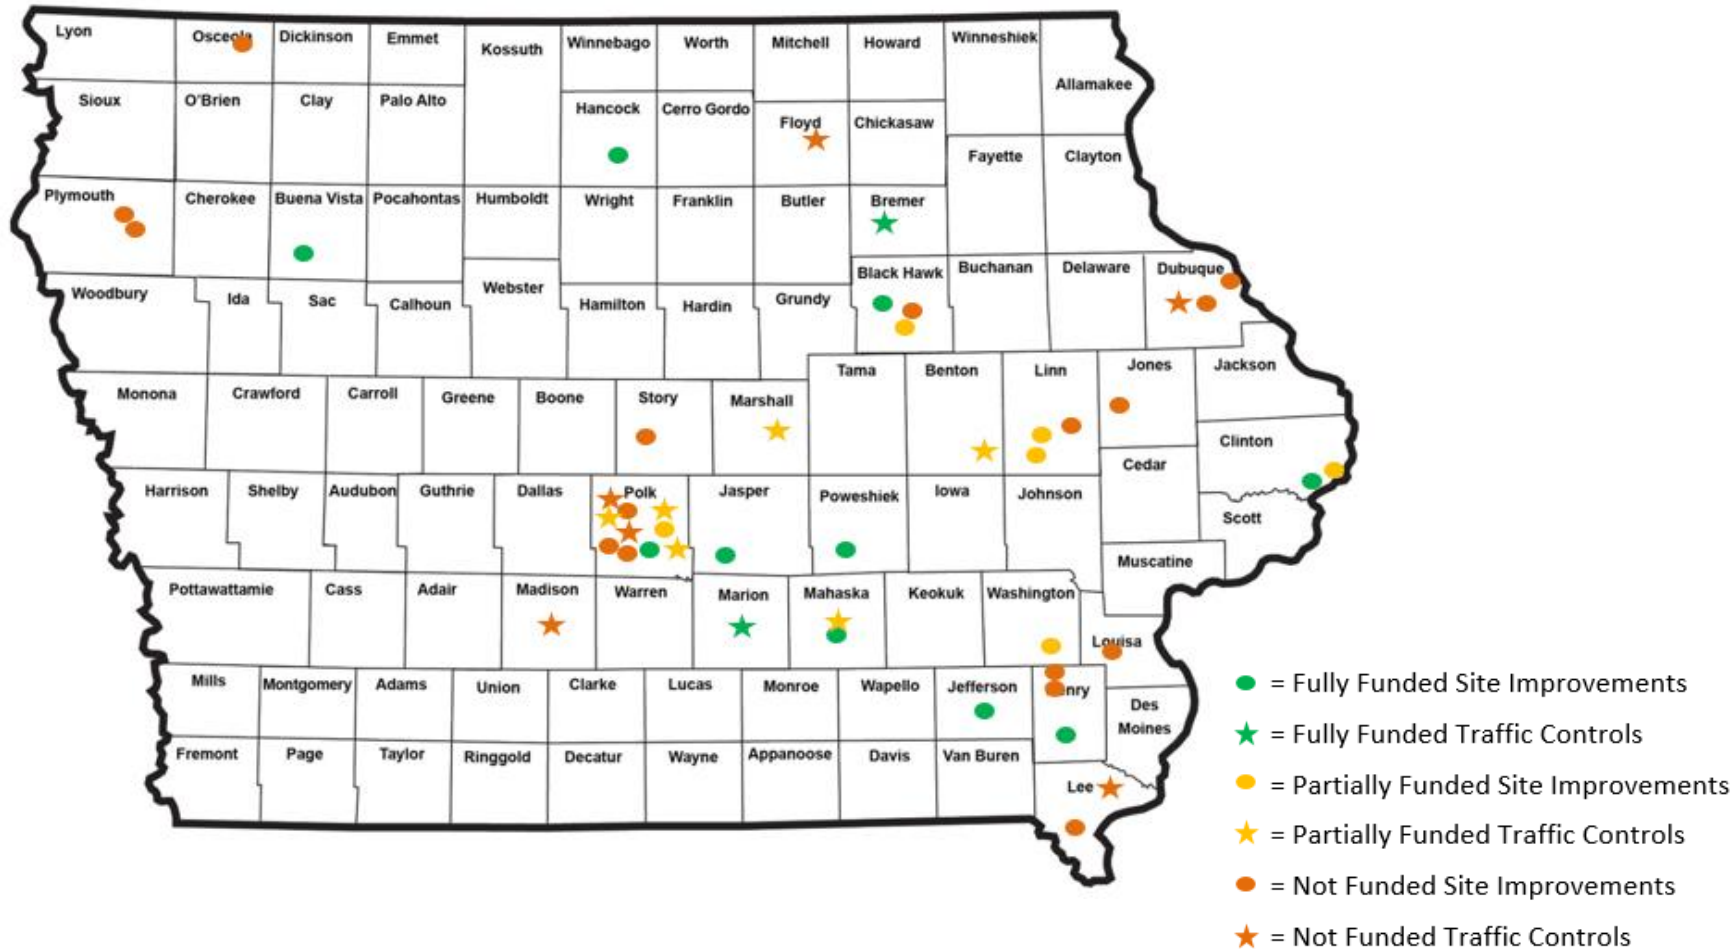 Lyon
Osceola
Dickinson
Emmet
Kossuth
Winnebago
Worth
Mitchell
Howard
Winneshiek
Allamakee
Sioux
O'Brien
Clay
Palo Alto
Hancock
Cerro Gordo
Floyd
Chickasaw
Fayette
Clayton
Plymouth
Cherokee
Buena Vista
Pocahontas
Humboldt
Wright
Franklin
Butler
Bremer
Woodbury
Ida
Sac
Calhoun
Webster
Hamilton
Hardin
Grundy
Black Hawk
Buchanan
Delaware
Dubuque
Monona
Crawford
Carroll
Greene
Boone
Story
Marshall
Tama
Benton
Linn
Jones
Jackson
Clinton
Cedar
Harrison
Shelby
Audubon
Guthrie
Dallas
Polk
Jasper
Poweshiek
Iowa
Johnson
Scott
Muscatine
Pottawattamie
Cass
Adair
Madison
Warren
Marion
Mahaska
Keokuk
Washington
Louisa
Mills
Montgomery
Adams
Union
Clarke
Lucas
Monroe
Wapello
Jefferson
nry
Des
Moines
Fremont
Page
Taylor
Ringgold
Decatur
Wayne
Appanoose
Davis
Van Buren
Lee
= Fully Funded Site Improvements
= Fully Funded Traffic Controls
= Partially Funded Site Improvements
= Partially Funded Traffic Controls
= Not Funded Site Improvements
= Not Funded Traffic Controls